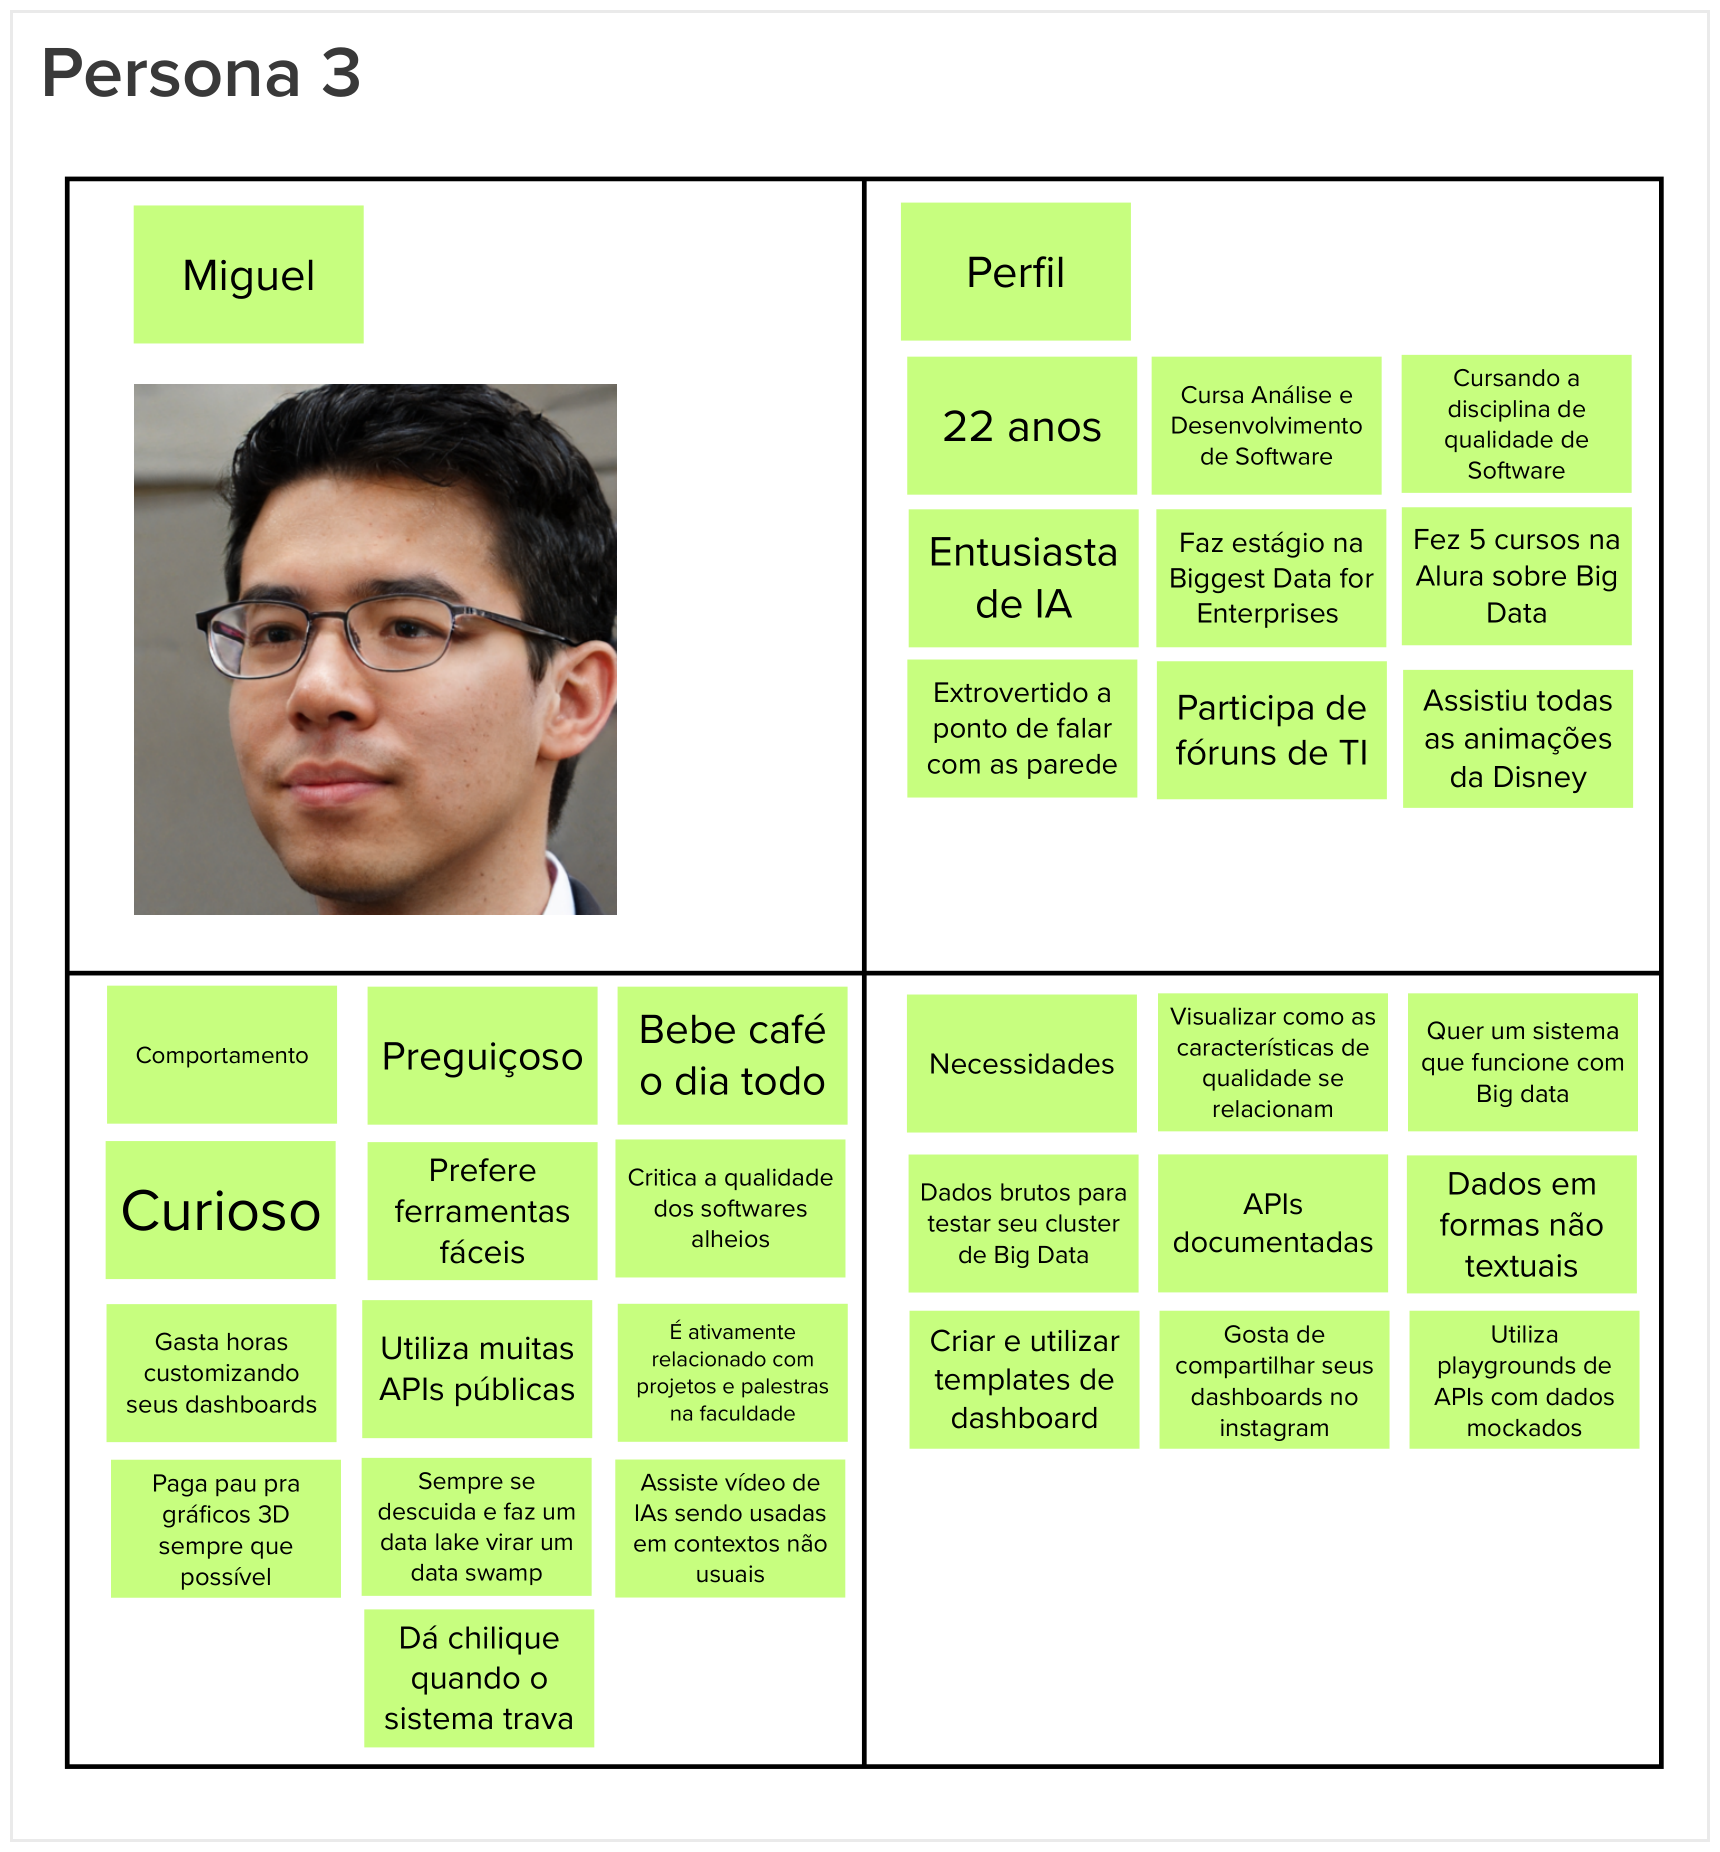 Persona 3
Miguel
Perfil
22 anos
Cursa Análise e
Desenvolvimento
de Software
Cursando a
disciplina de
qualidade de
Software
Entusiasta
de IA
Faz estágio na
Biggest Data for
Enterprises
Fez 5 cursos na
Alura sobre Big
Data
Extrovertido a
ponto de falar
com as parede
Participa de
fóruns de TI
Assistiu todas
as animações
da Disney
Comportamento
Preguiçoso
Bebe café
o dia todo
Curioso
Prefere
ferramentas
fáceis
Critica a qualidade
dos softwares
alheios
Gasta horas
customizando
seus dashboards
Utiliza muitas
APIs públicas
É ativamente
relacionado com
projetos e palestras
na faculdade
Paga pau pra
gráficos 3D
sempre que
possível
Sempre se
descuida e faz um
data lake virar um
data swamp
Assiste vídeo de
IAs sendo usadas
em contextos não
usuais
Dá chilique
quando o
sistema trava
Necessidades
Visualizar como as
características de
qualidade se
relacionam
Quer um sistema
que funcione com
Big data
Dados brutos para
testar seu cluster
de Big Data
APIs
documentadas
Dados em
formas não
textuais
Criar e utilizar
templates de
dashboard
Gosta de
compartilhar seus
dashboards no
instagram
Utiliza
playgrounds de
APIs com dados
mockados